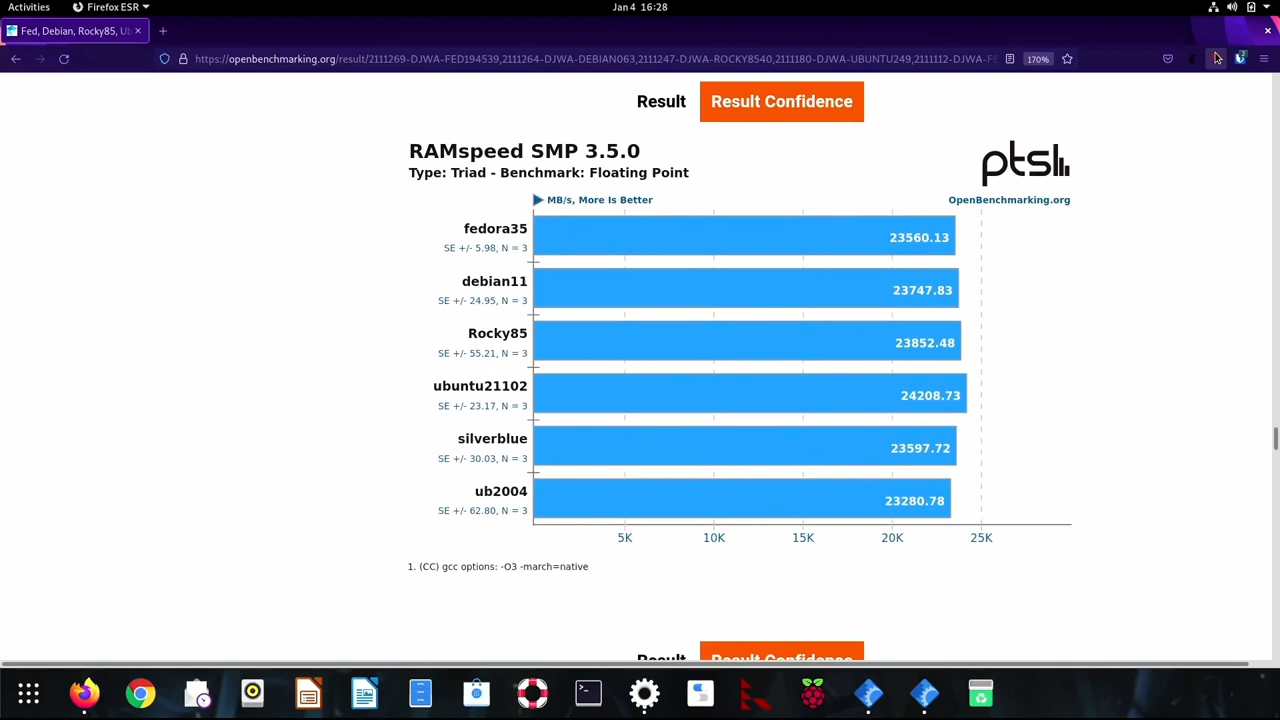 Activities
Firefox ESR
Jan 4 16:28
Fed, Debian, Rocky85, Ub
https://openbenchmarking.org/result/2111269-DJWA-FED194539,2111264-DJWA-DEBIAN063,2111247-DJWA-ROCKY8540,2111180-DJWA-UBUNTU249,2111112-DJWA-FE
170%
Result
Result Confidence
RAMspeed SMP 3.5.0
Type: Triad - Benchmark: Floating Point
ptsl
MB/s, More Is Better
OpenBenchmarking.org
fedora35
SE +/- 5.98, N = 3
23560.13
debian11
SE +/- 24.95, N = 3
23747.83
Rocky85
SE +/- 55.21, N = 3
23852.48
ubuntu21102
SE +/- 23.17, N = 3
24208.73
silverblue
SE +/- 30.03, N = 3
23597.72
ub2004
SE +/- 62.80, N = 3
23280.78
5K
10K
15K
20K
25K
1. (CC) gcc options: -O3 -march=native
Result
Result Confidence